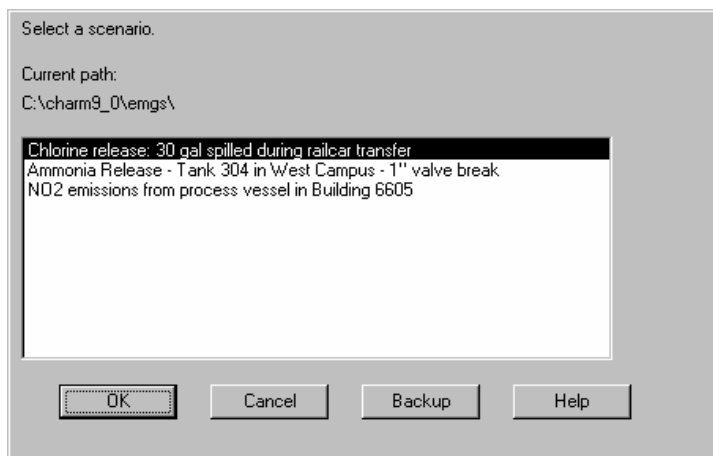 Select a scenario.
Current path:
C:\charm9_0\emgs\
Chlorine release: 30 gal spilled during railcar transfer
Ammonia Release - Tank 304 in West Campus - 1" valve break
NO2 emissions from process vessel in Building 6605
OK Cancel Backup Help